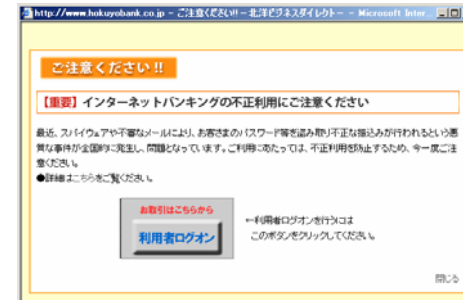 http://www.hokuyobank.co.jp - ご注意ください!! - 北洋ビジネスダイレクト - - Microsoft Inter...
ご注意ください!!
【重要】インターネットバンキングの不正利用にご注意ください
最近、スパイウェアや不審なメールにより、お客さまのパスワード等を盗み取り不正な振込みが行われるという悪
質な事件が全国的に発生し、問題となっています。ご利用にあたっては、不正利用を防止するため、今一度ご注
意ください。
●詳細はこちらをご覧ください。
お取引はこちらから
利用者ログオン
←利用者ログオンを行うには
このボタンをクリックしてください。
閉じる